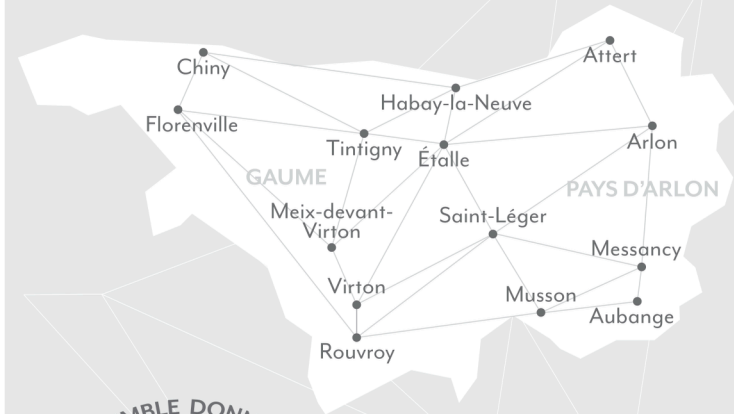 Attert
Chiny
Habay-la-Neuve
Florenville
Tintigny
Étalle
Arlon
GAUME
PAYS D'ARLON
Meix-devant-
Virton
Saint-Léger
Messancy
Virton
Musson
Aubange
Rouvroy